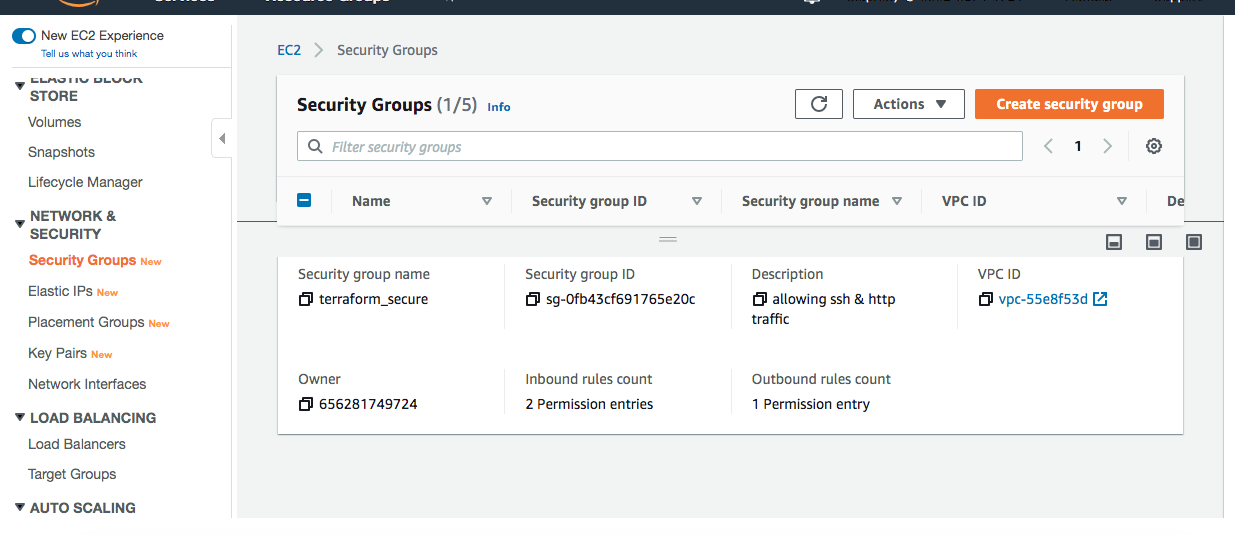 New EC2 Experience
Tell us what you think
ELASTIC BLOCK
STORE
Volumes
Snapshots
Lifecycle Manager
NETWORK &
SECURITY
Security Groups New
Elastic IPs New
Placement Groups New
Key Pairs New
Network Interfaces
LOAD BALANCING
Load Balancers
Target Groups
AUTO SCALING
EC2 > Security Groups
Security Groups (1/5) Info
Actions
Create security group
Filter security groups
1
Name
Security group ID
Security group name
VPC ID
De
Security group name
terraform_secure
Security group ID
sg-0fb43cf691765e20c
Description
allowing ssh & http
traffic
VPC ID
vpc-55e8f53d
Owner
656281749724
Inbound rules count
2 Permission entries
Outbound rules count
1 Permission entry